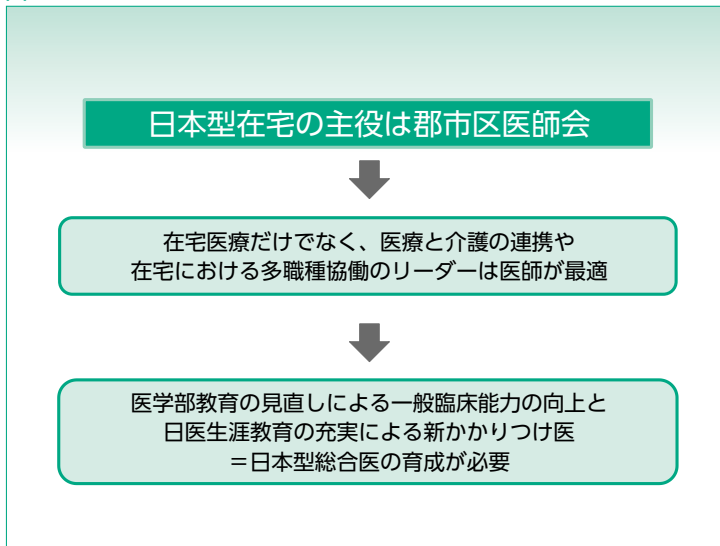 日本型在宅の主役は郡市区医師会
在宅医療だけでなく、医療と介護の連携や
在宅における多職種協働のリーダーは医師が最適
医学部教育の見直しによる一般臨床能力の向上と
日医生涯教育の充実による新かかりつけ医
＝日本型総合医の育成が必要